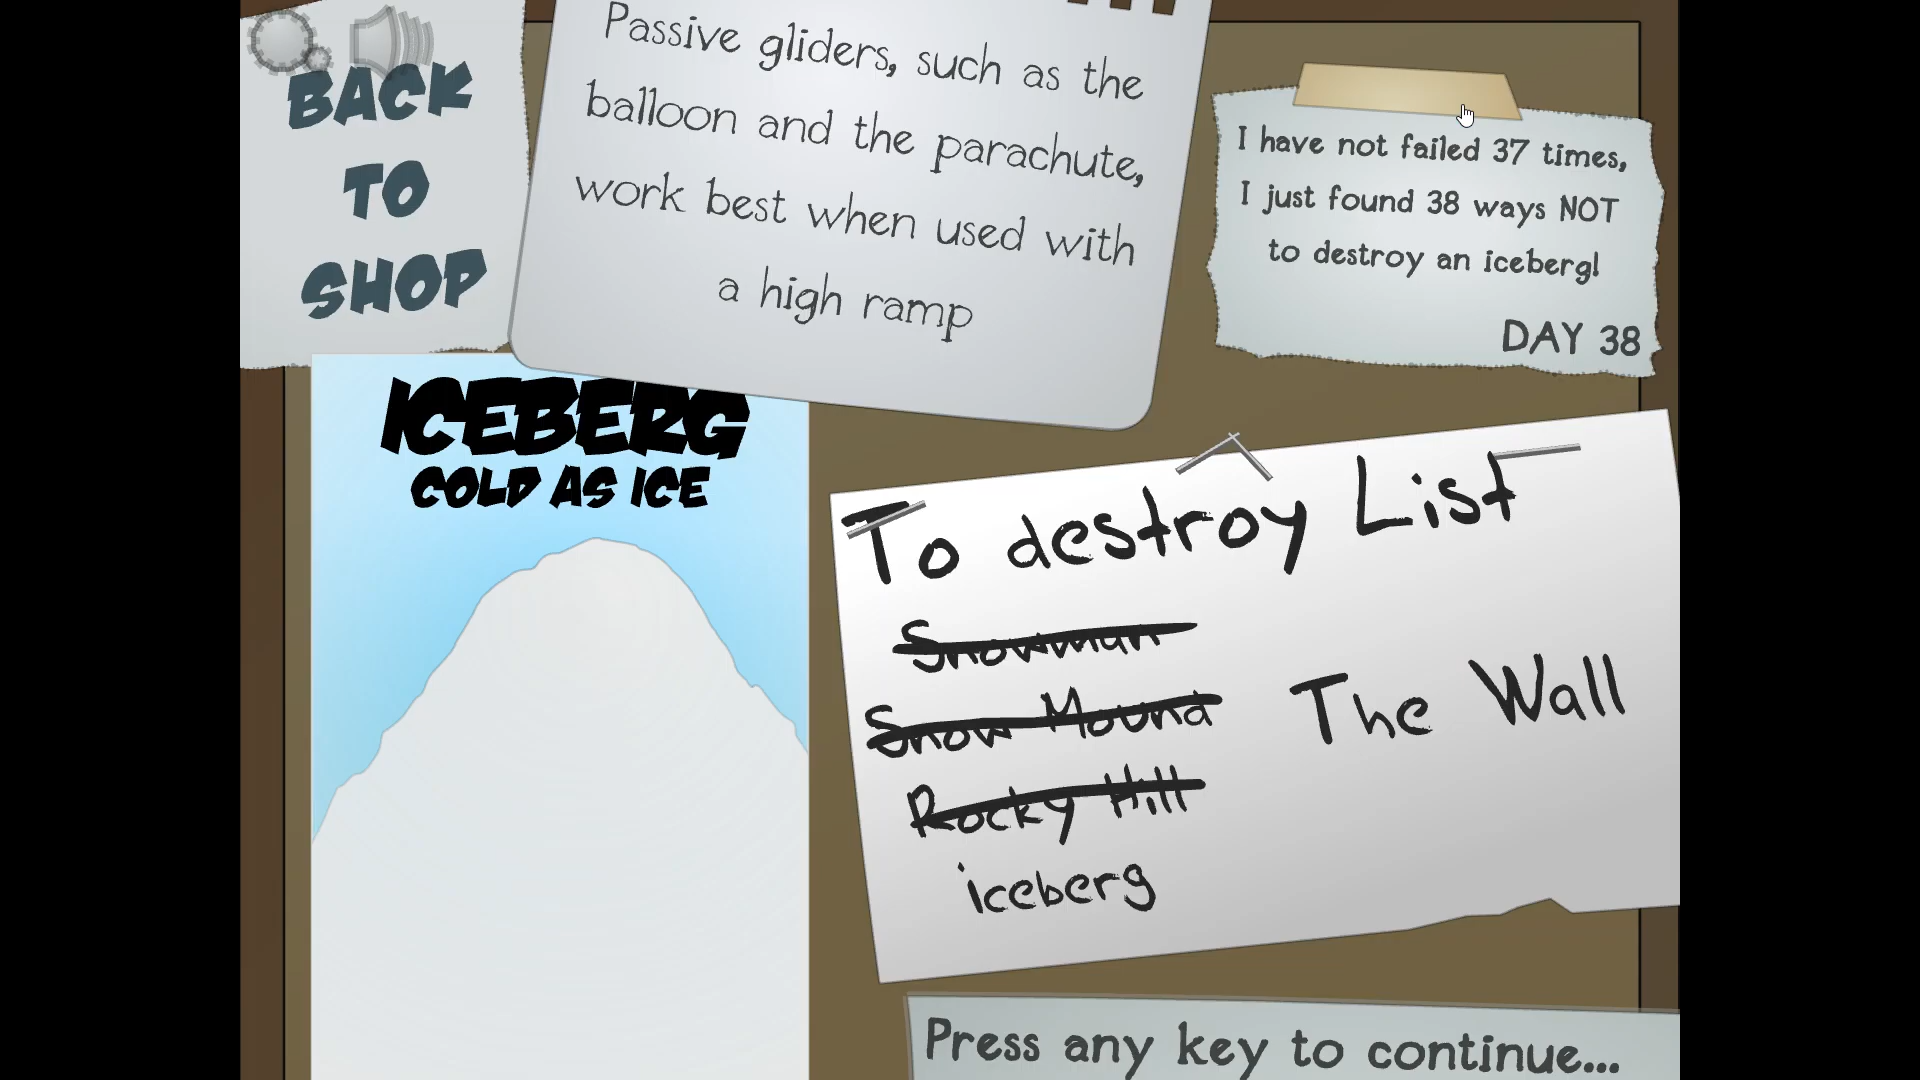 BACK
TO
SHOP
Passive gliders, such as the
balloon and the parachute,
work best when used with
a high ramp
I have not failed 37 times,
I just found 38 ways NOT
to destroy an iceberg!
DAY 38
ICEBERG
COLD AS ICE
To destroy List
Snowman
Snow Mound
The Wall
Rocky Hill
iceberg
Press any key to continue...